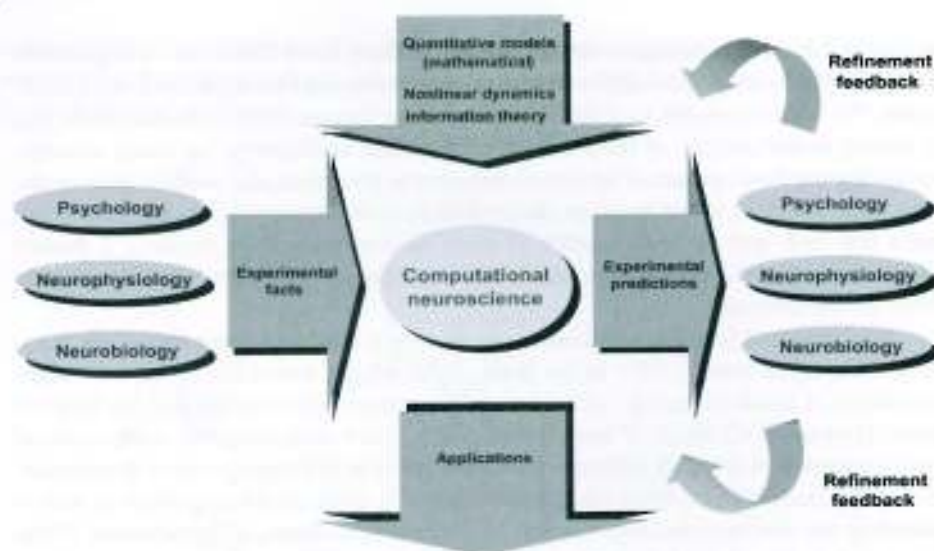 Quantitative models
(mathematical)
Nonlinear dynamics
Information theory
Refinement
feedback
Psychology
Neurophysiology
Neurobiology
Experimental
facts
Computational
neuroscience
Experimental
predictions
Psychology
Neurophysiology
Neurobiology
Applications
Refinement
feedback